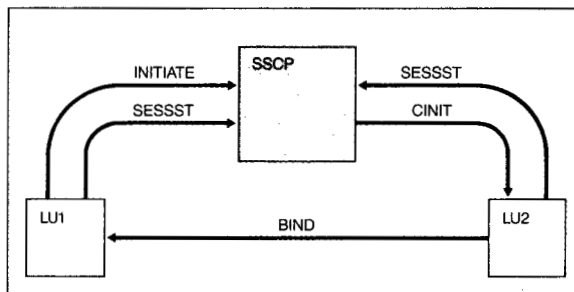 INITIATE
SSCP
SESSST
SESSST
CINIT
LU1
BIND
LU2